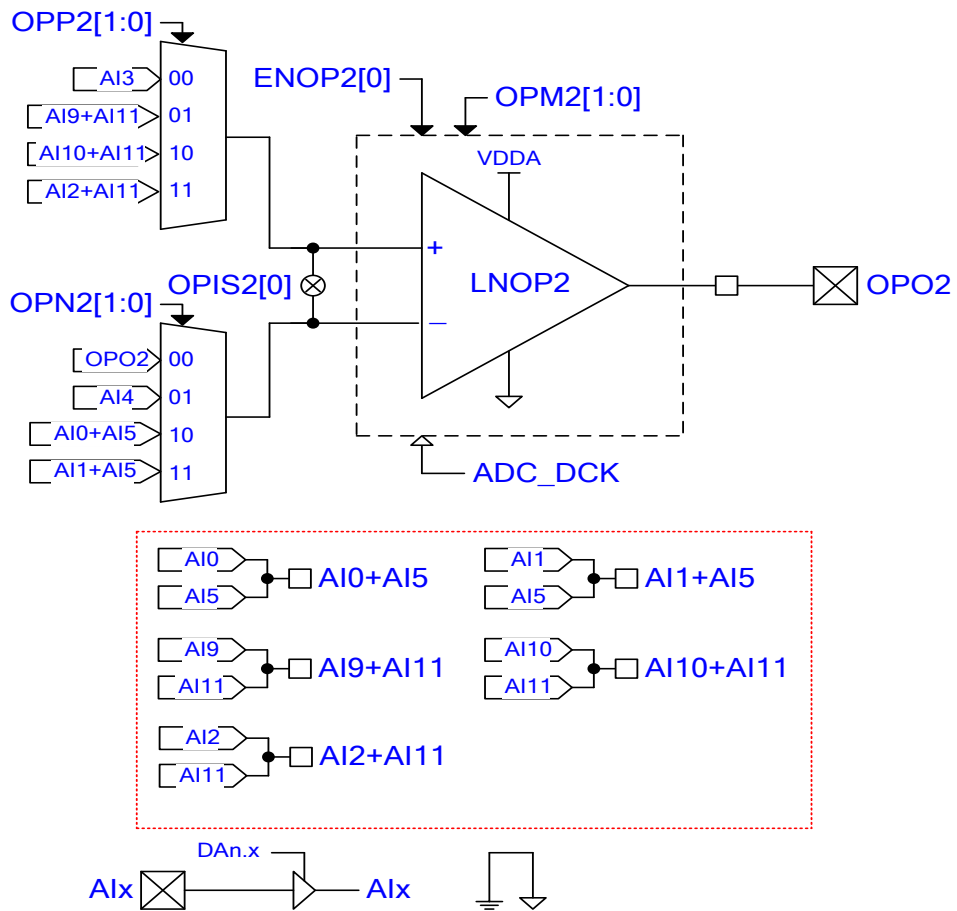 OPP2[1:0]
AI3
00
AI9+AI11
01
AI10+AI11
10
AI2+AI11
11
ENOP2[0]
OPM2[1:0]
VDDA
+
LNOP2
−
OPIS2[0]
OPO2
OPN2[1:0]
OPO2
00
AI4
01
AI0+AI5
10
AI1+AI5
11
ADC_DCK
AI0
AI5
AI0+AI5
AI1
AI5
AI1+AI5
AI9
AI11
AI9+AI11
AI10
AI11
AI10+AI11
AI2
AI11
AI2+AI11
DAn.x
AIx
AIx